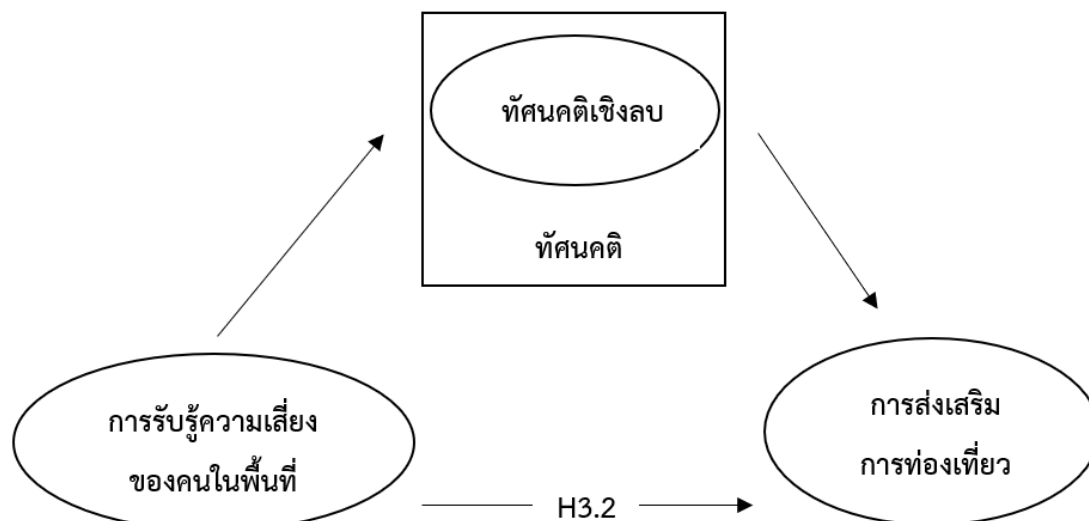 ทัศนคติเชิงลบ
ทัศนคติ
การรับรู้ความเสี่ยง
ของคนในพื้นที่
การส่งเสริม
การท่องเที่ยว
H3.2